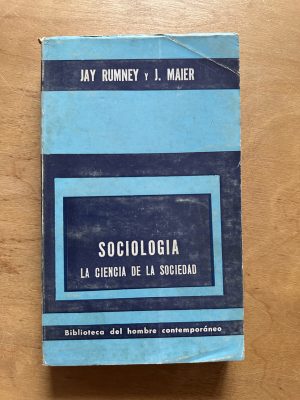 JAY RUMNEY Y J. MAIER
SOCIOLOGIA
LA CIENCIA DE LA SOCIEDAD
Biblioteca del hombre contemporáneo